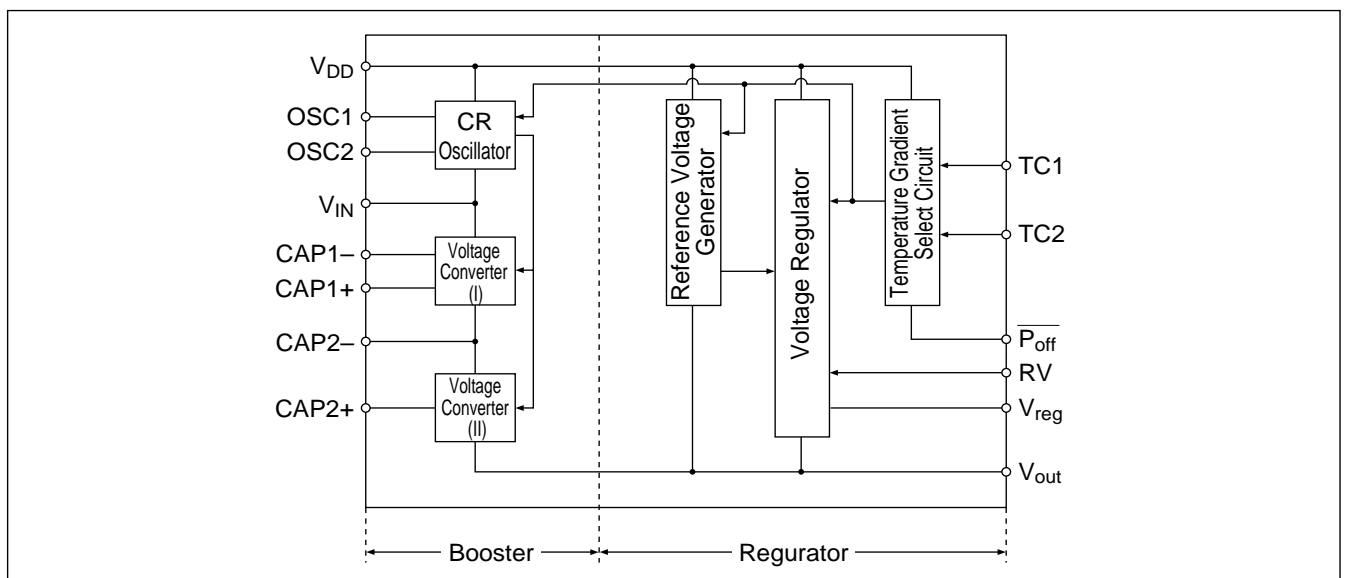 VDD
OSC1
OSC2
VIN
CAP1–
CAP1+
CAP2–
CAP2+
CR
Oscillator
Voltage
Converter
(I)
Voltage
Converter
(II)
Reference Voltage
Generator
Voltage Regulator
Temperature Gradient
Select Circuit
TC1
TC2
Poff
RV
Vreg
Vout
Booster
Regurator